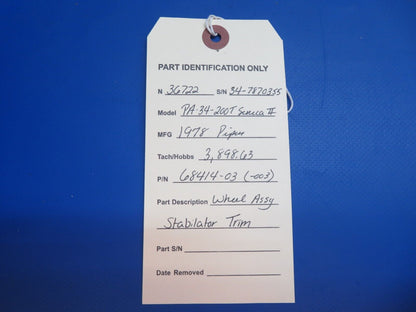 PART IDENTIFICATION ONLY
N 36722 S/N 34-7870355
Model PA-34-200T Seneca II
MFG 1978 Piper
Tach/Hobbs 3,898.63
P/N 68414-03 (-003)
Part Description Wheel Assy
Stabilator Trim
Part S/N
Date Removed